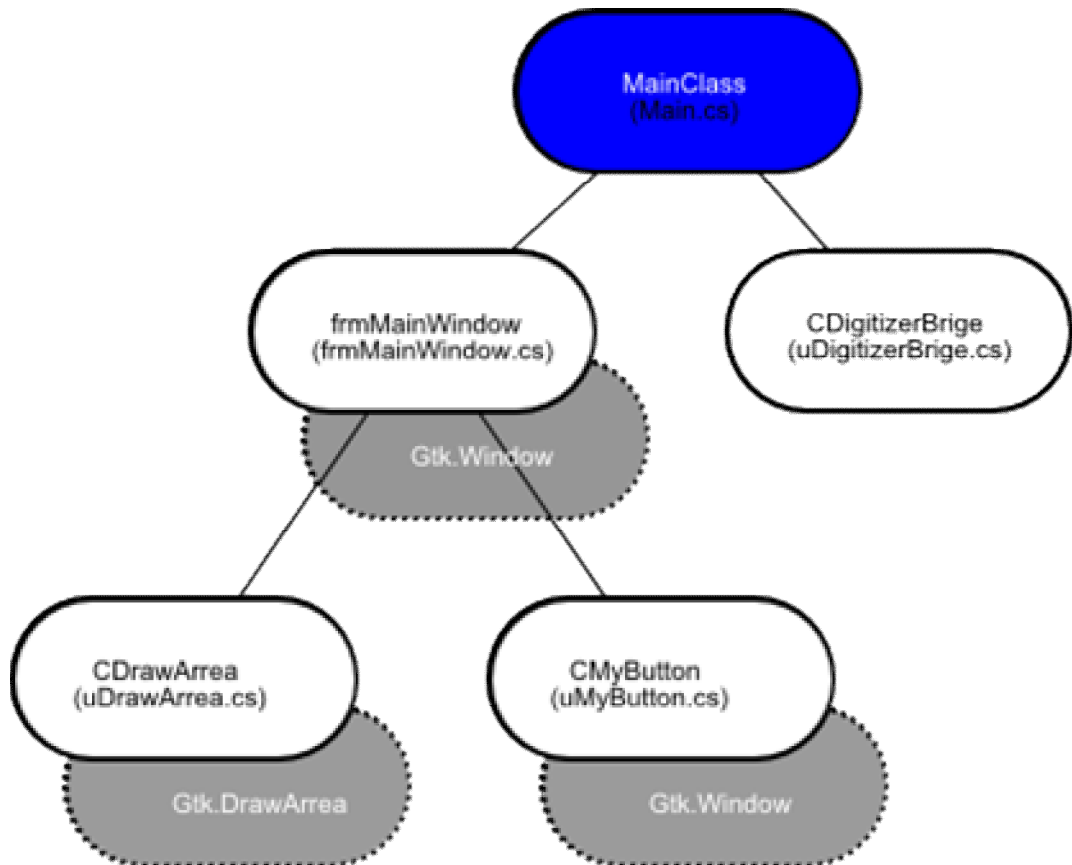 MainClass
(Main.cs)
frmMainWindow
(frmMainWindow.cs)
CDigitizerBrige
(uDigitizerBrige.cs)
Gtk.Window
CDrawArrea
(uDrawArrea.cs)
CMyButton
(uMyButton.cs)
Gtk.DrawArrea
Gtk.Window